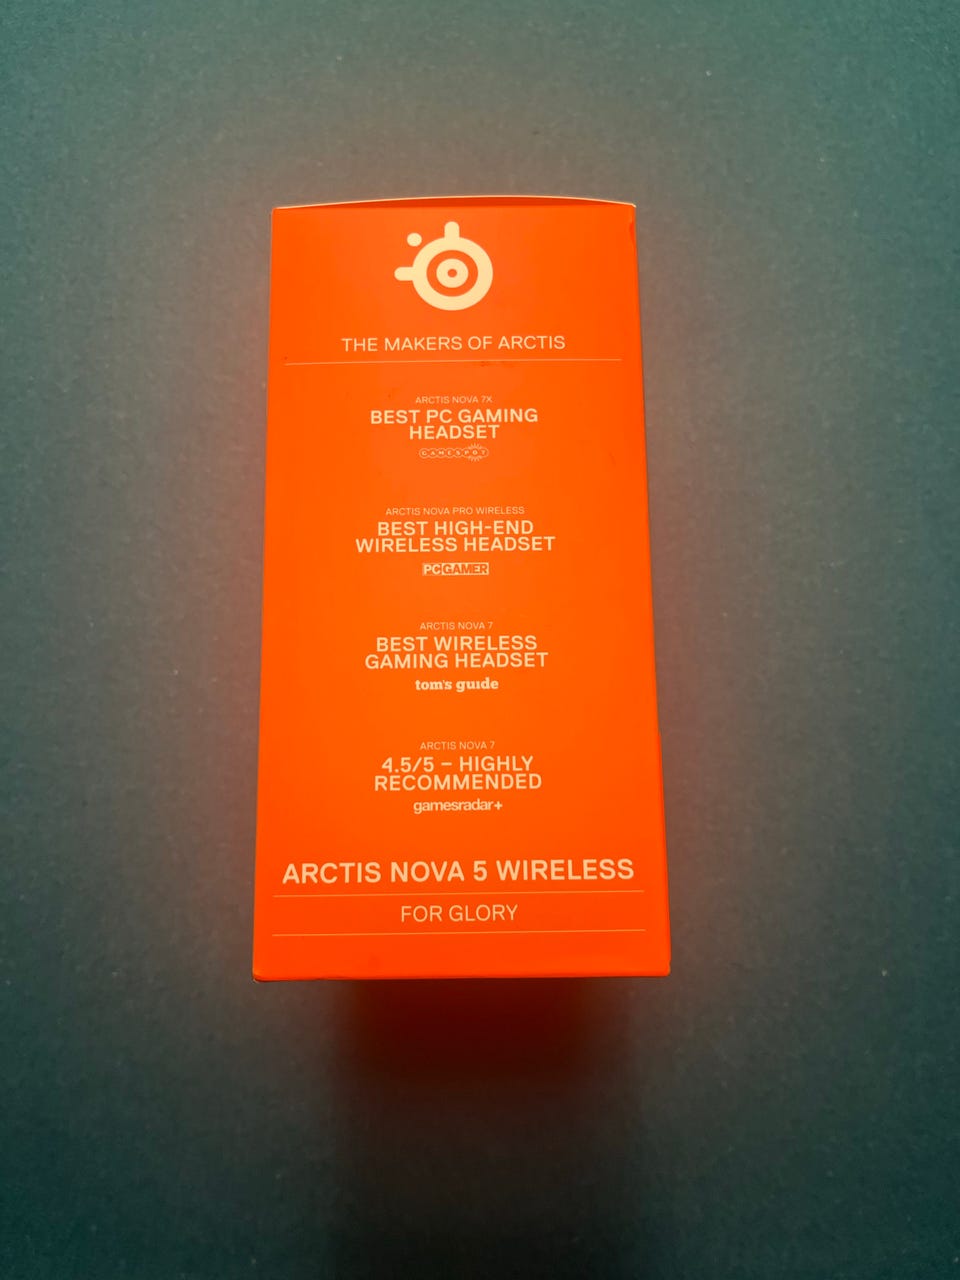 THE MAKERS OF ARCTIS
ARCTIS NOVA 7X
BEST PC GAMING
HEADSET
GAMESPOT
ARCTIS NOVA PRO WIRELESS
BEST HIGH-END
WIRELESS HEADSET
PC GAMER
ARCTIS NOVA 7
BEST WIRELESS
GAMING HEADSET
tom's guide
ARCTIS NOVA 7
4.5/5 – HIGHLY
RECOMMENDED
gamesradar+
ARCTIS NOVA 5 WIRELESS
FOR GLORY